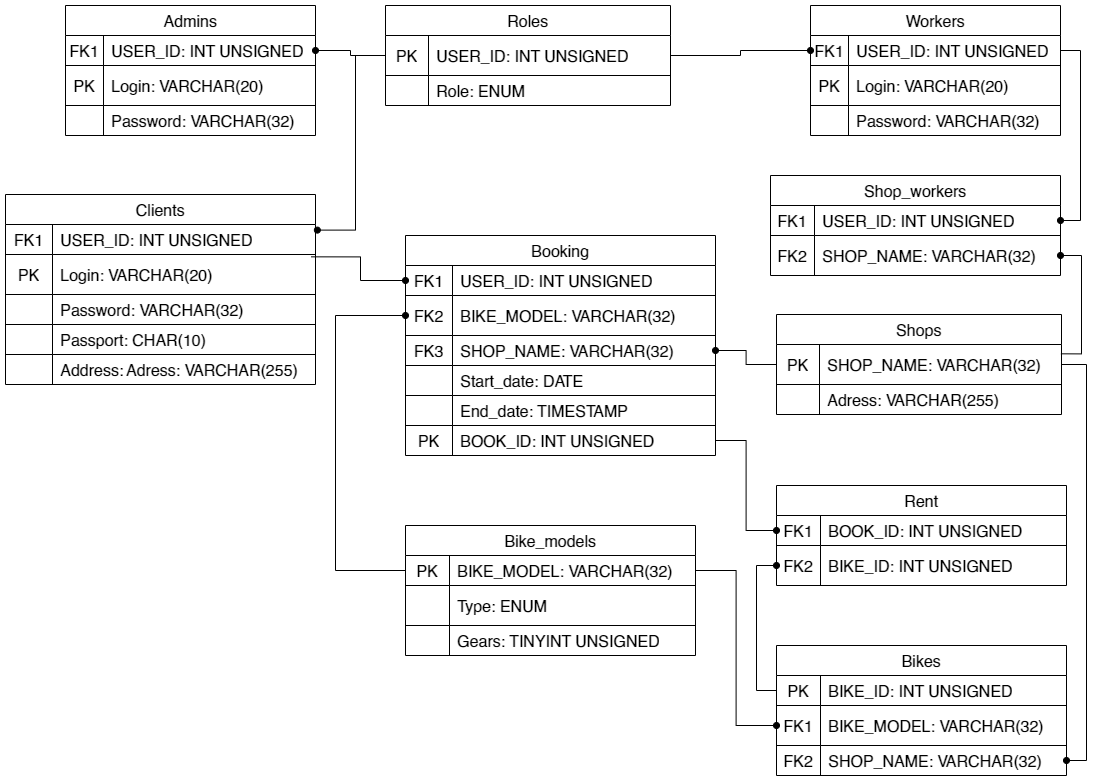 Admins
FK1 USER_ID: INT UNSIGNED
PK Login: VARCHAR(20)
Password: VARCHAR(32)
Roles
PK USER_ID: INT UNSIGNED
Role: ENUM
Workers
FK1 USER_ID: INT UNSIGNED
PK Login: VARCHAR(20)
Password: VARCHAR(32)
Shop_workers
FK1 USER_ID: INT UNSIGNED
FK2 SHOP_NAME: VARCHAR(32)
Clients
FK1 USER_ID: INT UNSIGNED
PK Login: VARCHAR(20)
Password: VARCHAR(32)
Passport: CHAR(10)
Address: Adress: VARCHAR(255)
Booking
FK1 USER_ID: INT UNSIGNED
FK2 BIKE_MODEL: VARCHAR(32)
FK3 SHOP_NAME: VARCHAR(32)
Start_date: DATE
End_date: TIMESTAMP
PK BOOK_ID: INT UNSIGNED
Shops
PK SHOP_NAME: VARCHAR(32)
Adress: VARCHAR(255)
Rent
FK1 BOOK_ID: INT UNSIGNED
FK2 BIKE_ID: INT UNSIGNED
Bike_models
PK BIKE_MODEL: VARCHAR(32)
Type: ENUM
Gears: TINYINT UNSIGNED
Bikes
PK BIKE_ID: INT UNSIGNED
FK1 BIKE_MODEL: VARCHAR(32)
FK2 SHOP_NAME: VARCHAR(32)